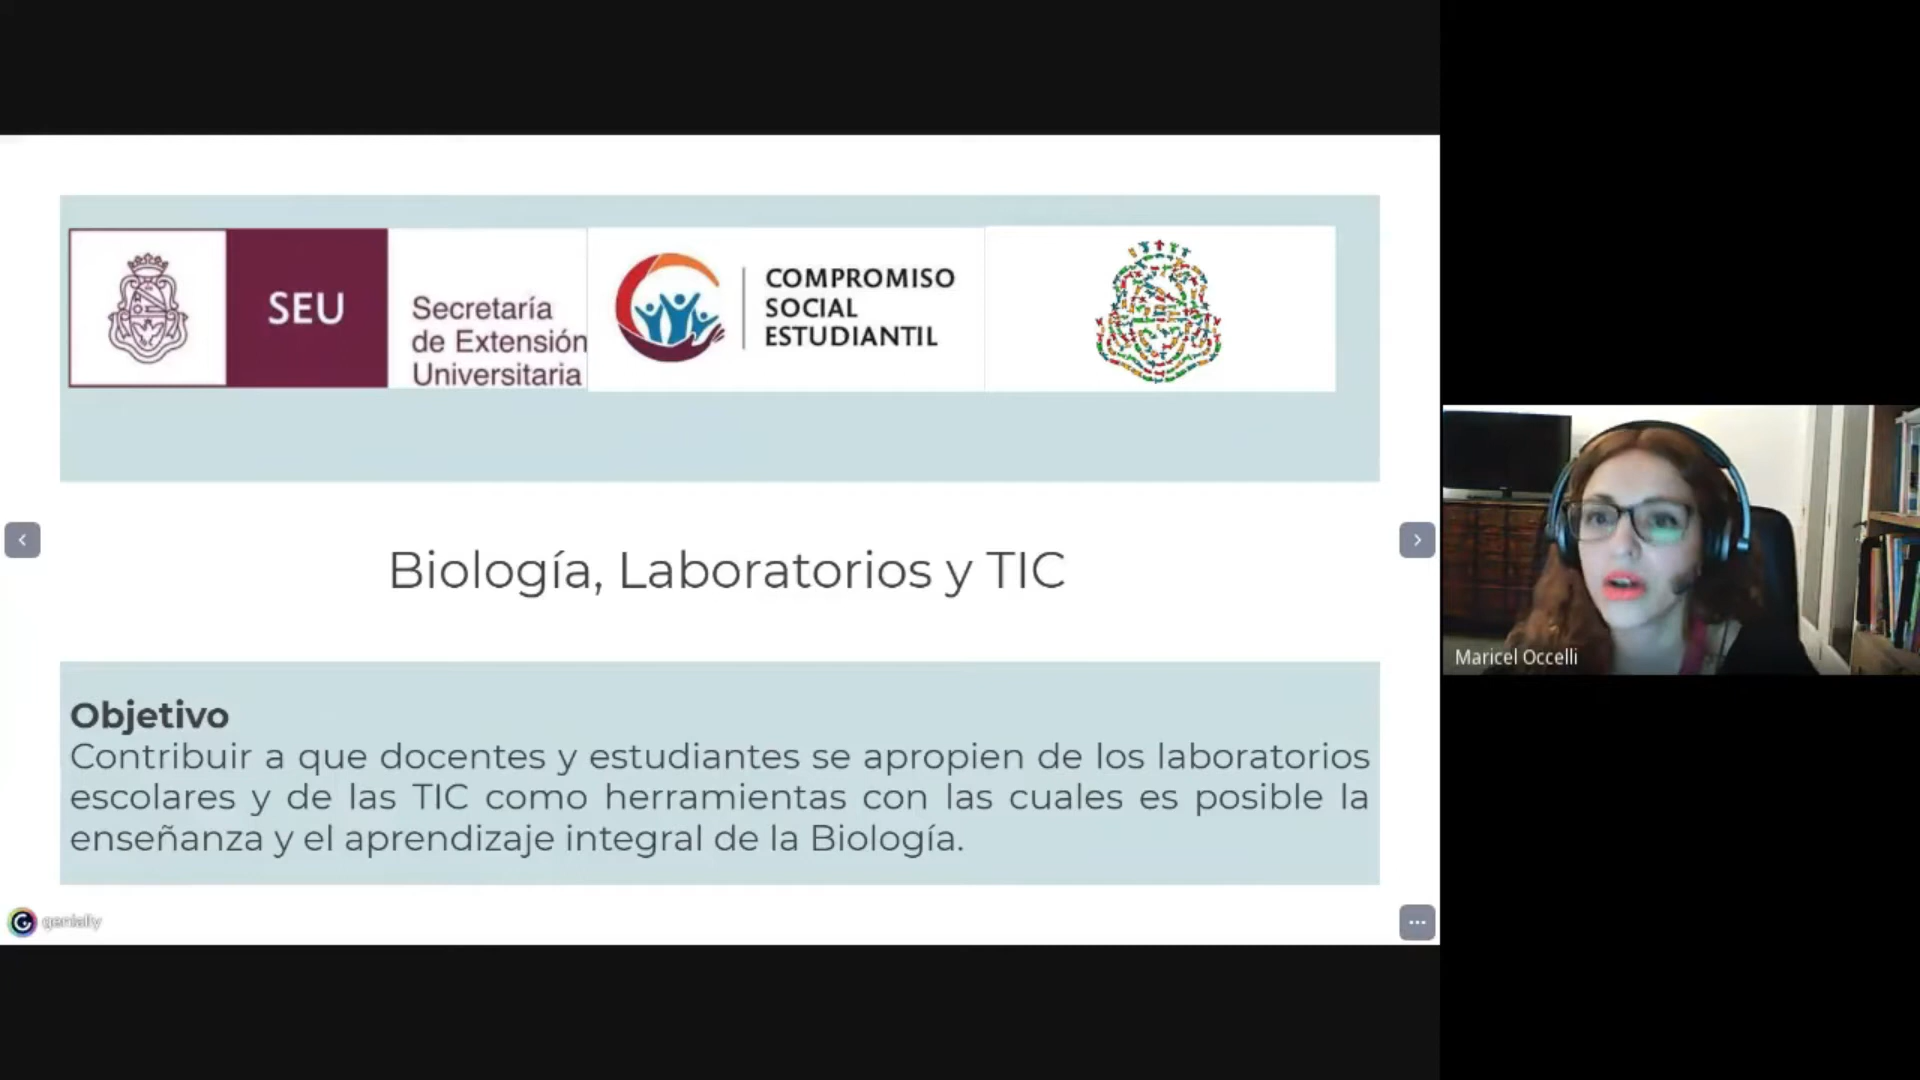 SEU
Secretaría
de Extensión
Universitaria
COMPROMISO
SOCIAL
ESTUDIANTIL
Biología, Laboratorios y TIC
Objetivo
Contribuir a que docentes y estudiantes se apropien de los laboratorios
escolares y de las TIC como herramientas con las cuales es posible la
enseñanza y el aprendizaje integral de la Biología.
genially
Maricel Occelli